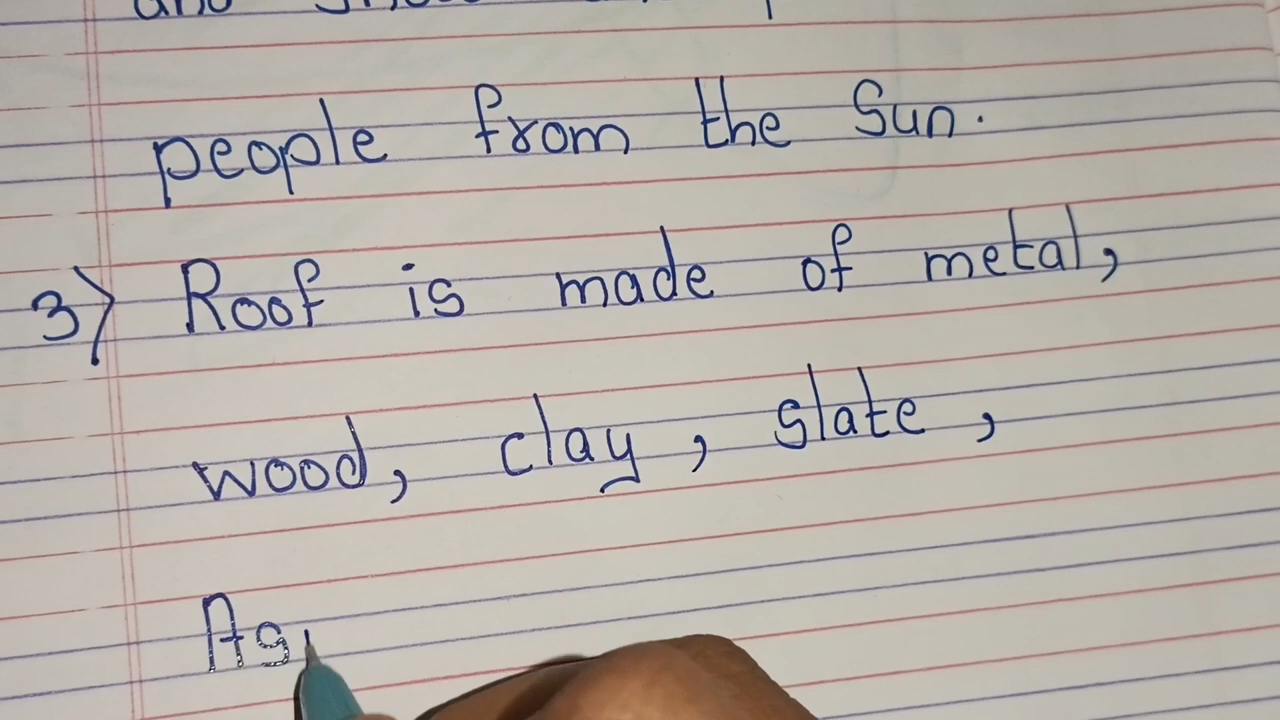 people from the Sun.
3) Roof is made of metal,
wood, clay, slate,
As